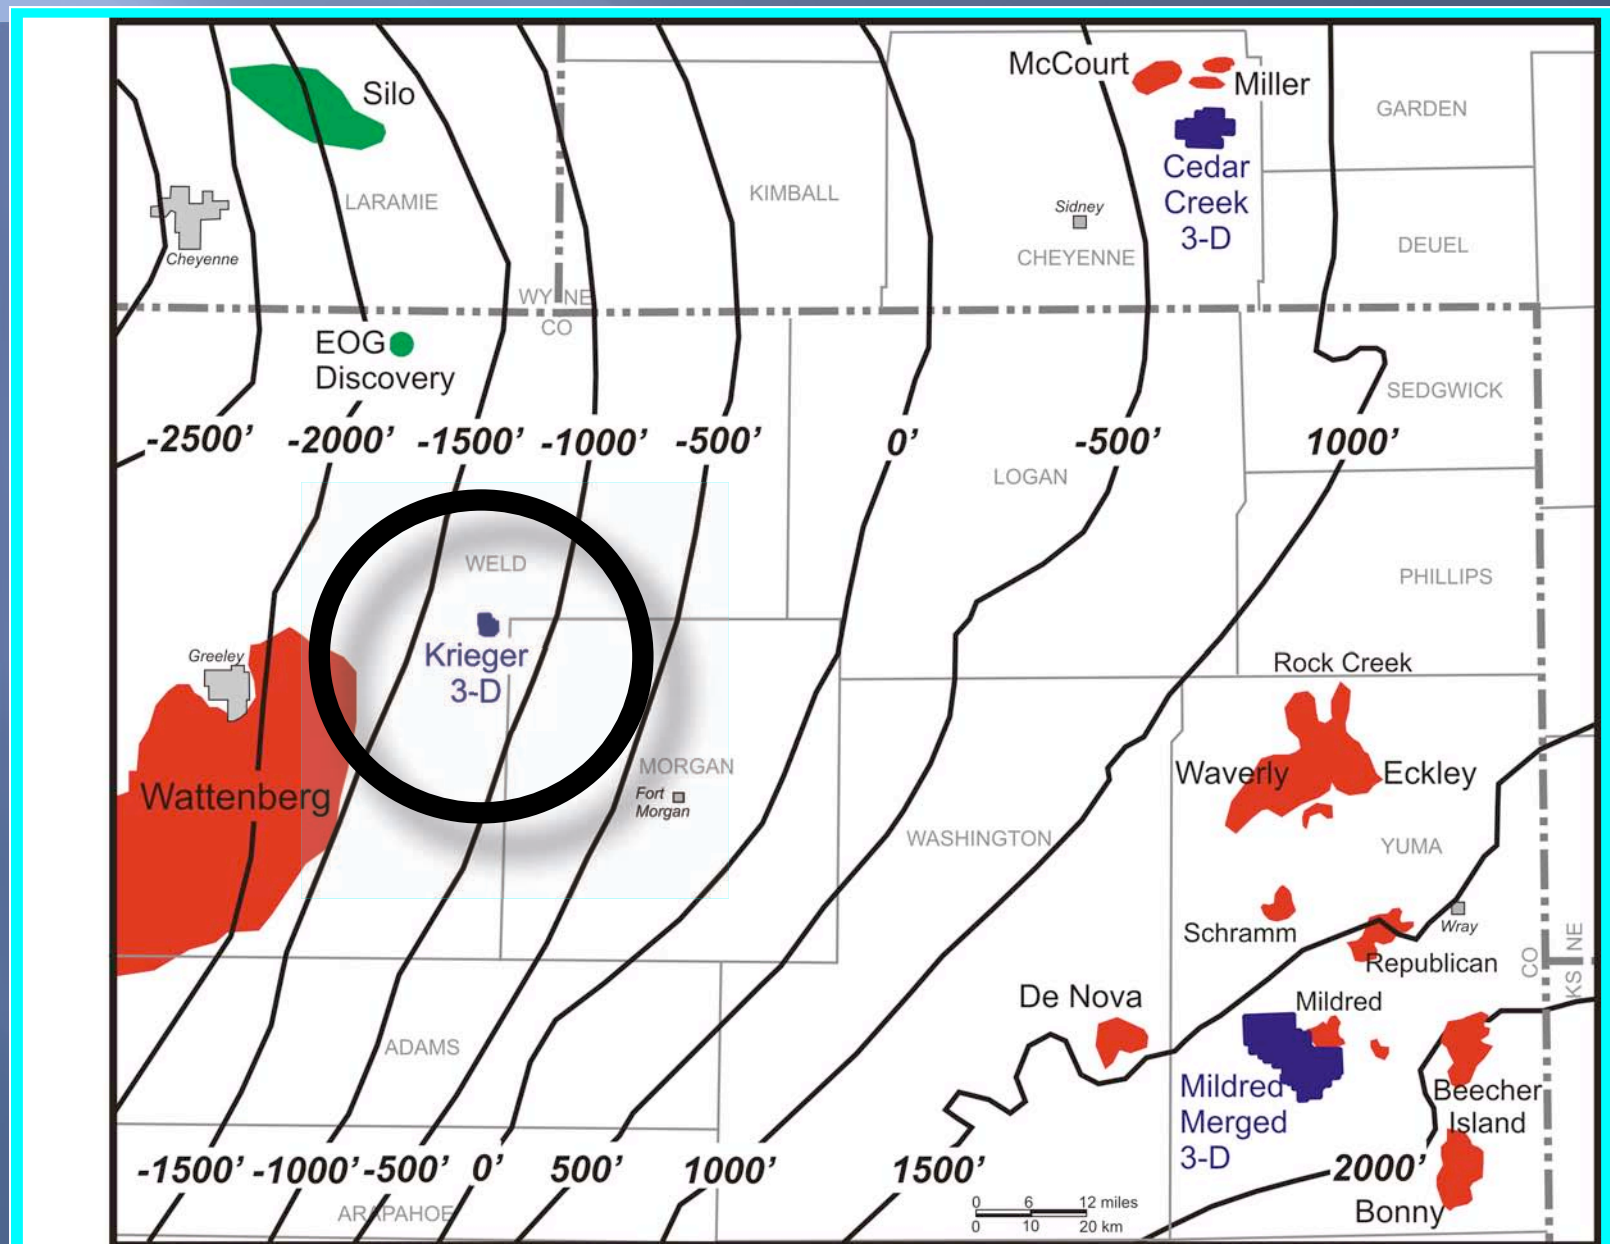 McCourt
Miller
Silo
GARDEN
Cedar
Creek
3-D
KIMBALL
LARAMIE
Sidney
DEUEL
CHEYENNE
Cheyenne
WY
NE
CO
EOG
Discovery
SEDGWICK
-2500’ -2000’ -1500’ -1000’ -500’ 0’ -500’ 1000’
LOGAN
WELD
PHILLIPS
Krieger
3-D
Greeley
Rock Creek
MORGAN
Fort
Morgan
Waverly
Eckley
Wattenberg
WASHINGTON
YUMA
Schramm
Wray
Republican
CO
NE
KS
De Nova
Mildred
ADAMS
Mildred
Merged
3-D
Beecher
Island
-1500’ -1000’ -500’ 0’ 500’ 1000’ 1500’ 2000’
ARAPAHOE
0 6 12 miles
0 10 20 km
Bonny